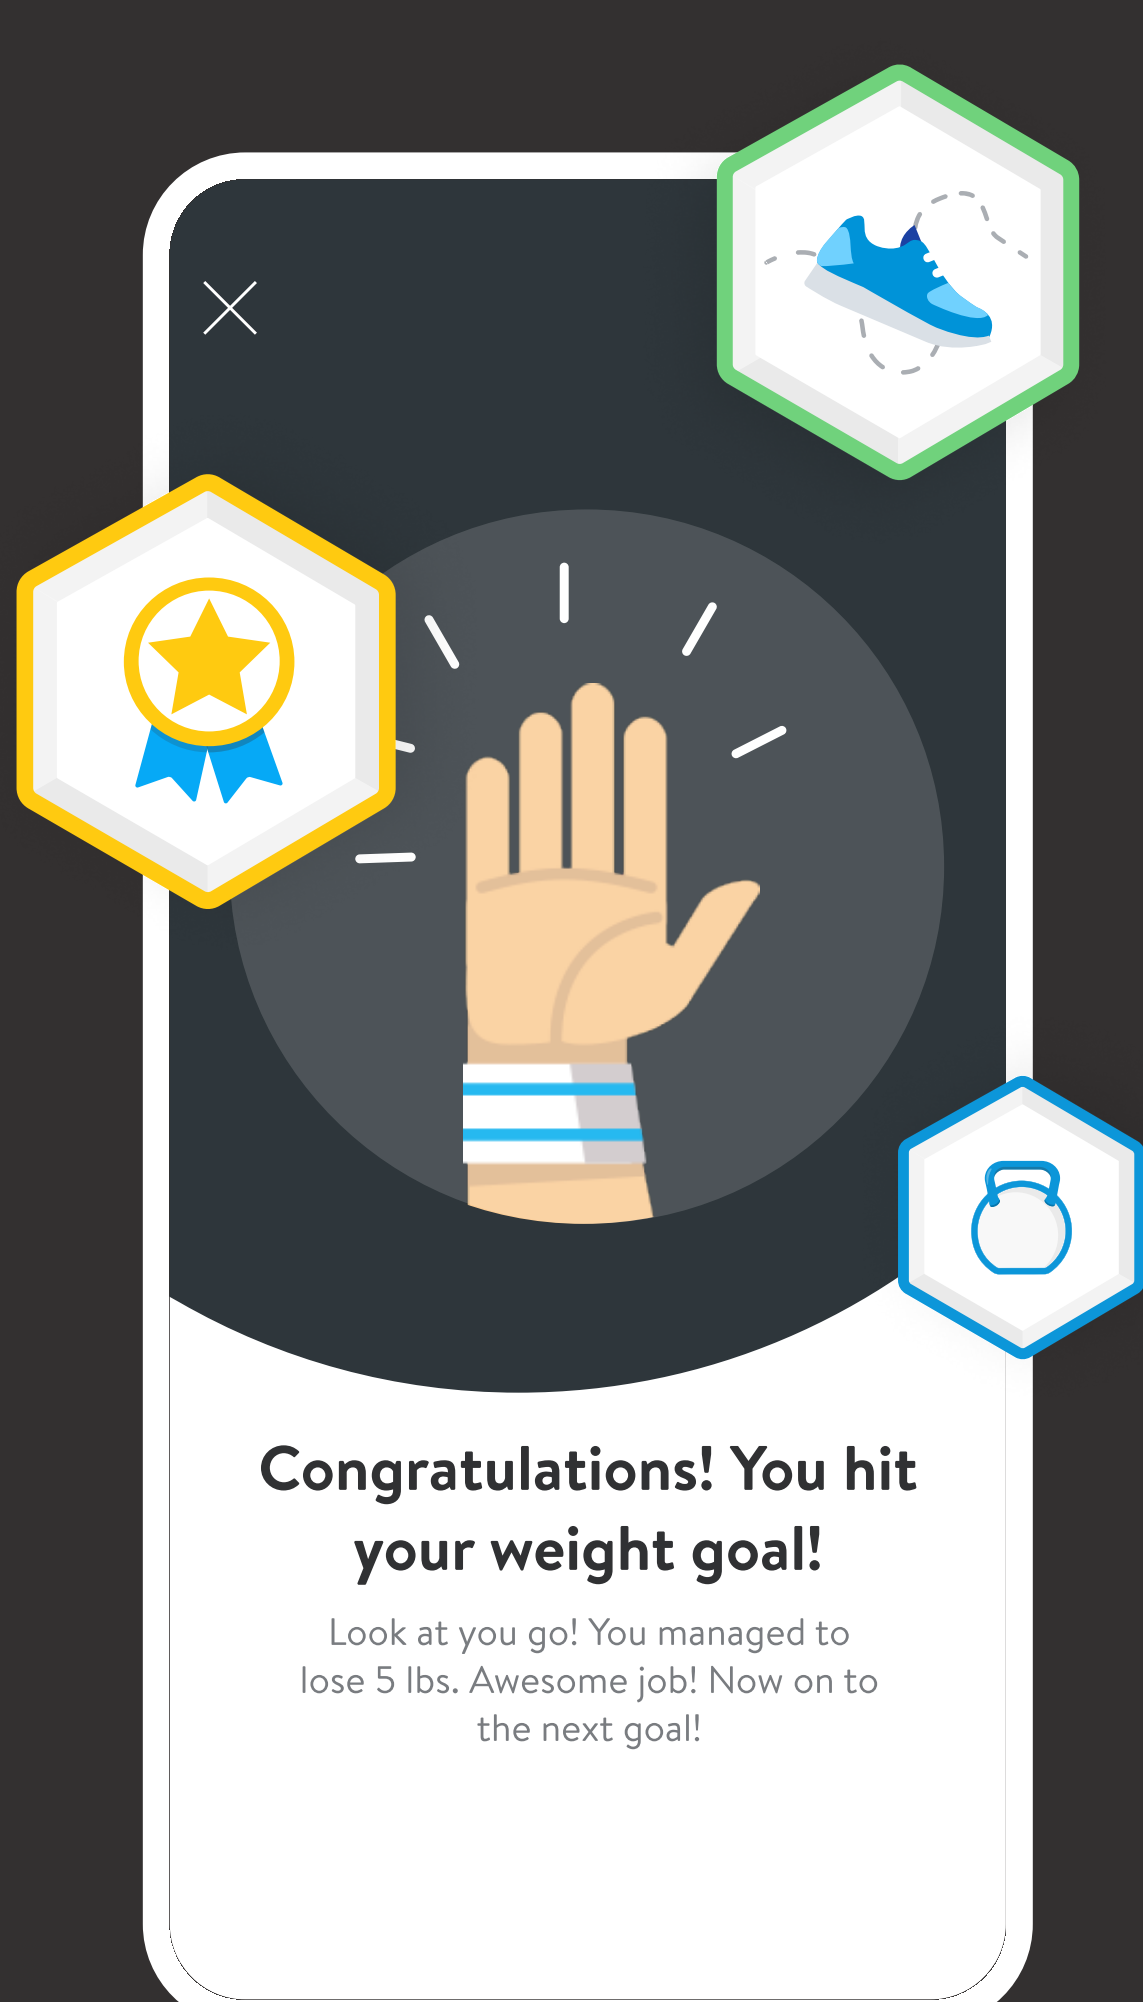 Congratulations! You hit
your weight goal!
Look at you go! You managed to
lose 5 lbs. Awesome job! Now on to
the next goal!